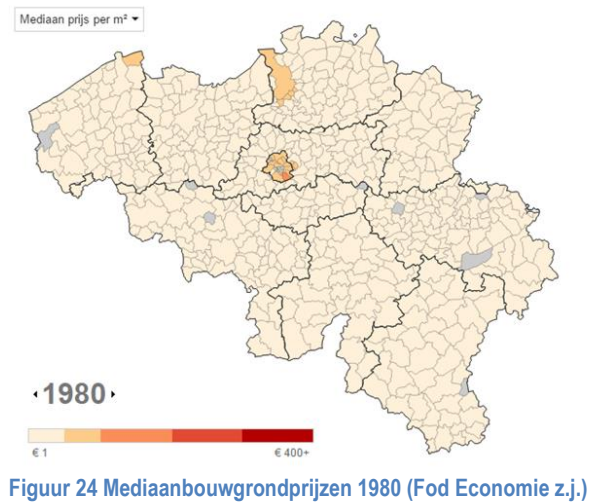 Mediaan prijs per m²
1980
€ 1 € 400+
Figuur 24 Mediaanbouwgrondprijzen 1980 (Fod Economie z.j.)